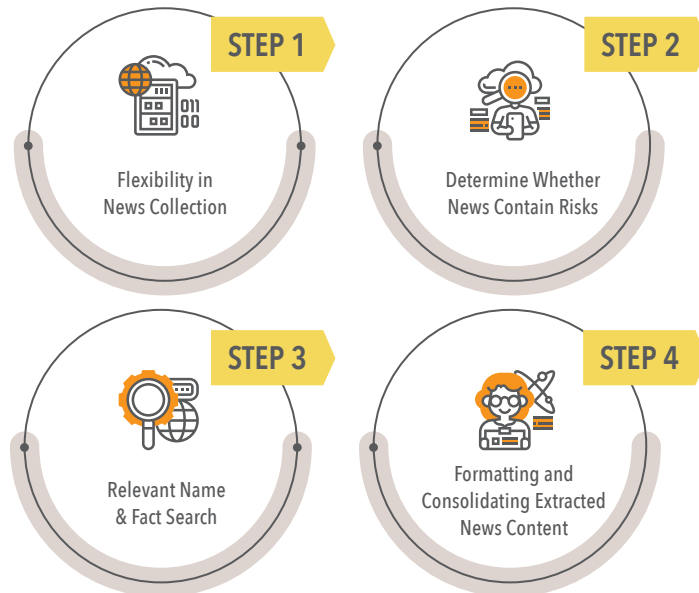 STEP 1
Flexibility in
News Collection
STEP 2
Determine Whether
News Contain Risks
STEP 3
Relevant Name
& Fact Search
STEP 4
Formatting and
Consolidating Extracted
News Content